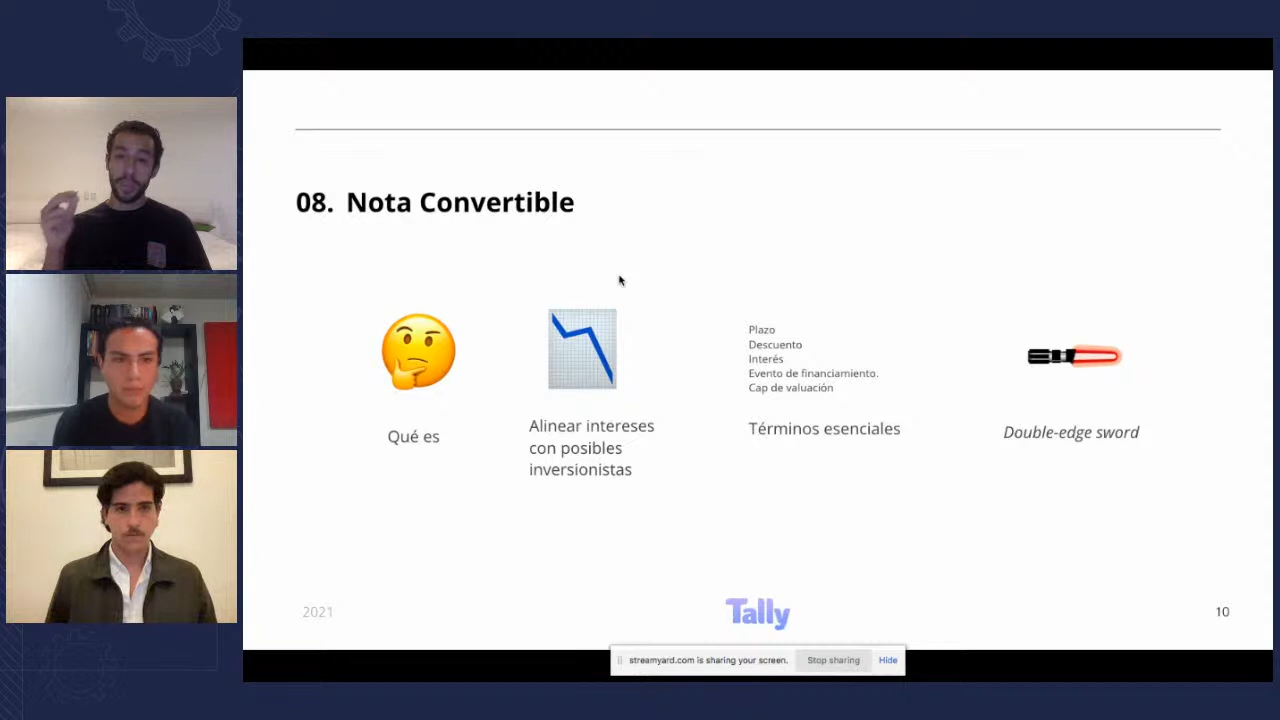 08. Nota Convertible
Plazo
Descuento
Interés
Evento de financiamiento.
Cap de valuación
Qué es
Alinear intereses
con posibles
inversionistas
Términos esenciales
Double-edge sword
2021
Tally
10
streamyard.com is sharing your screen.
Stop sharing
Hide